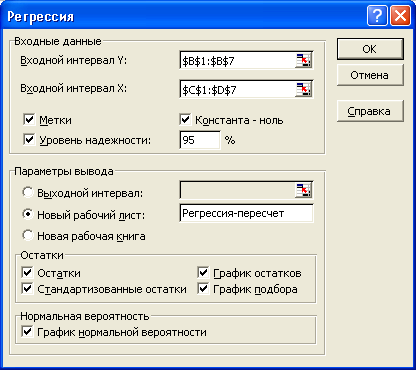 Регрессия
Входные данные
Входной интервал Y: $B$1:$B$7
Входной интервал X: $C$1:$D$7
Метки Константа - ноль
Уровень надежности: 95 %
OK
Отмена
Справка
Параметры вывода
Выходной интервал:
Новый рабочий лист: Регрессия-пересчет
Новая рабочая книга
Остатки
Остатки График остатков
Стандартизованные остатки График подбора
Нормальная вероятность
График нормальной вероятности